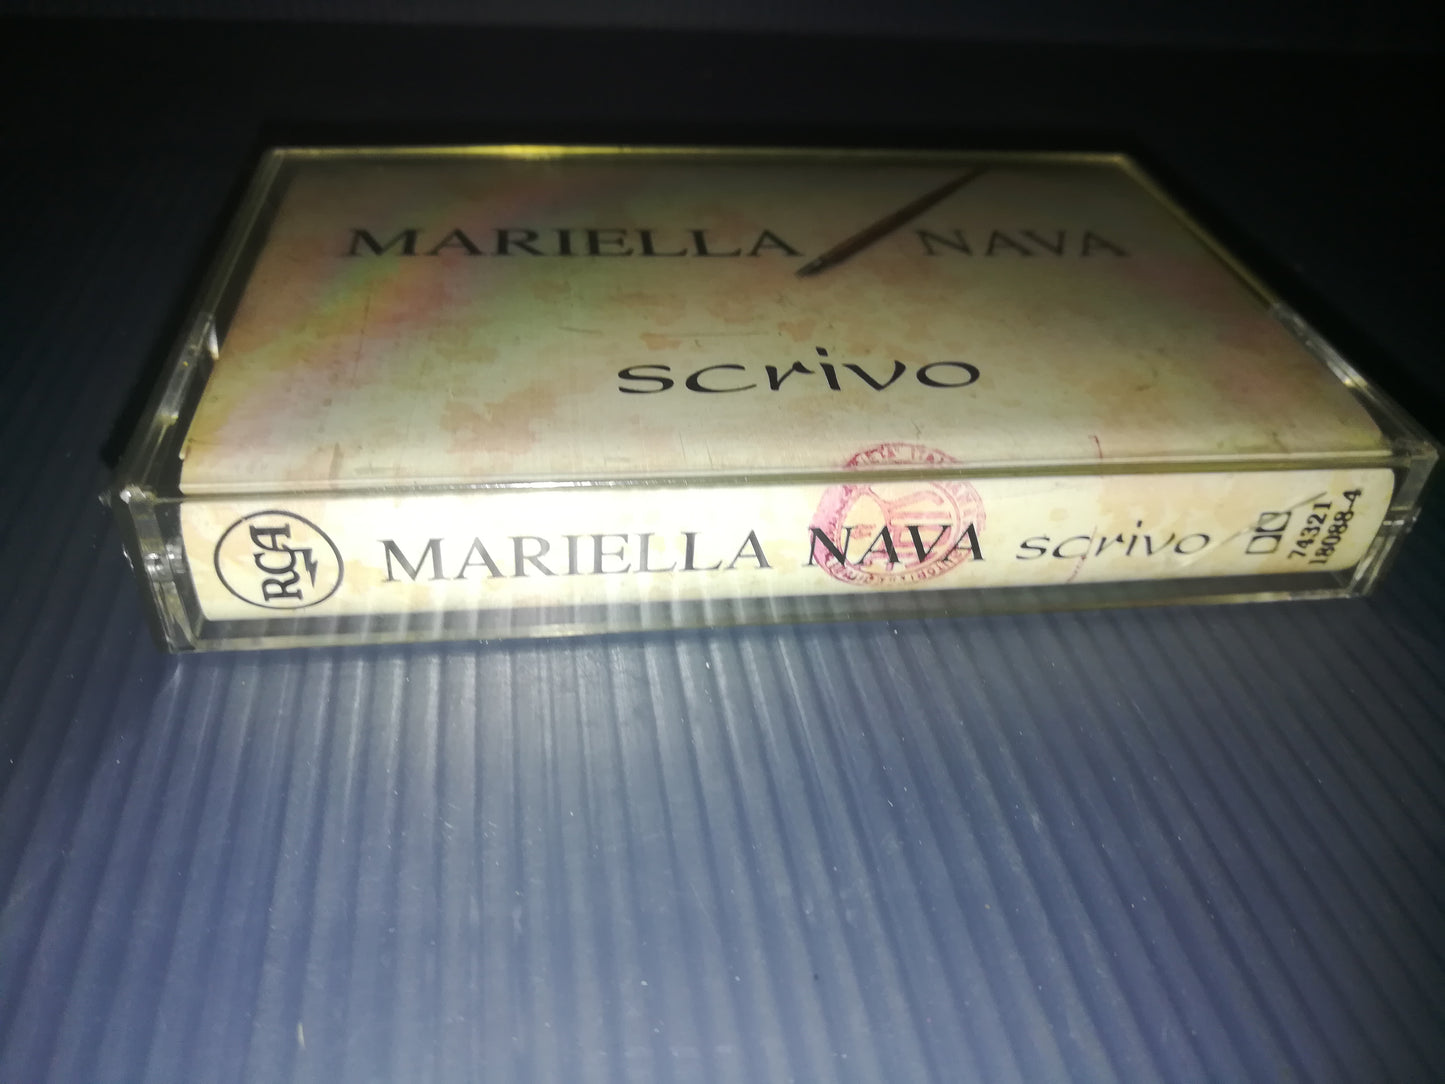 MARIELLA NAVA
scrivo
RCA MARIELLA NAVA scrivo
74321
18088-4